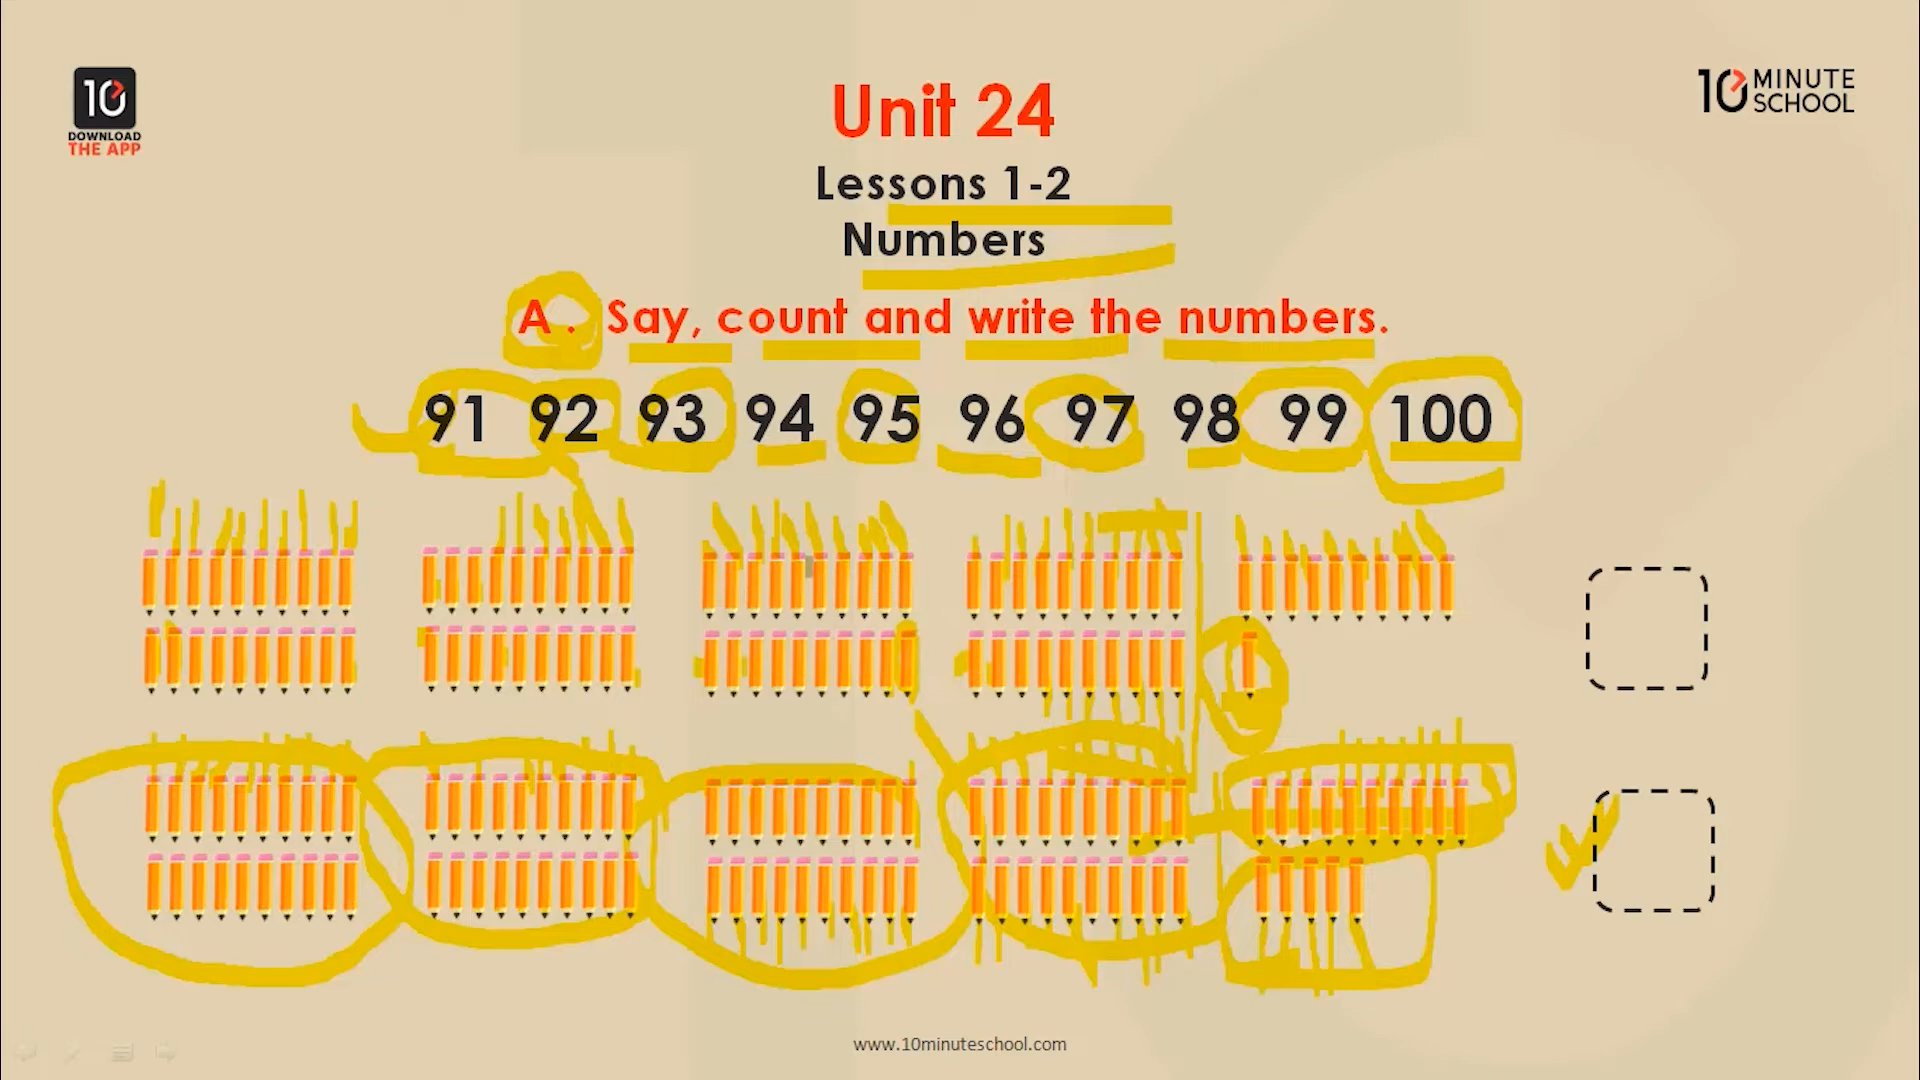 10
DOWNLOAD
THE APP
10 MINUTE
SCHOOL
Unit 24
Lessons 1-2
Numbers
A . Say, count and write the numbers.
91 92 93 94 95 96 97 98 99 100
www.10minuteschool.com